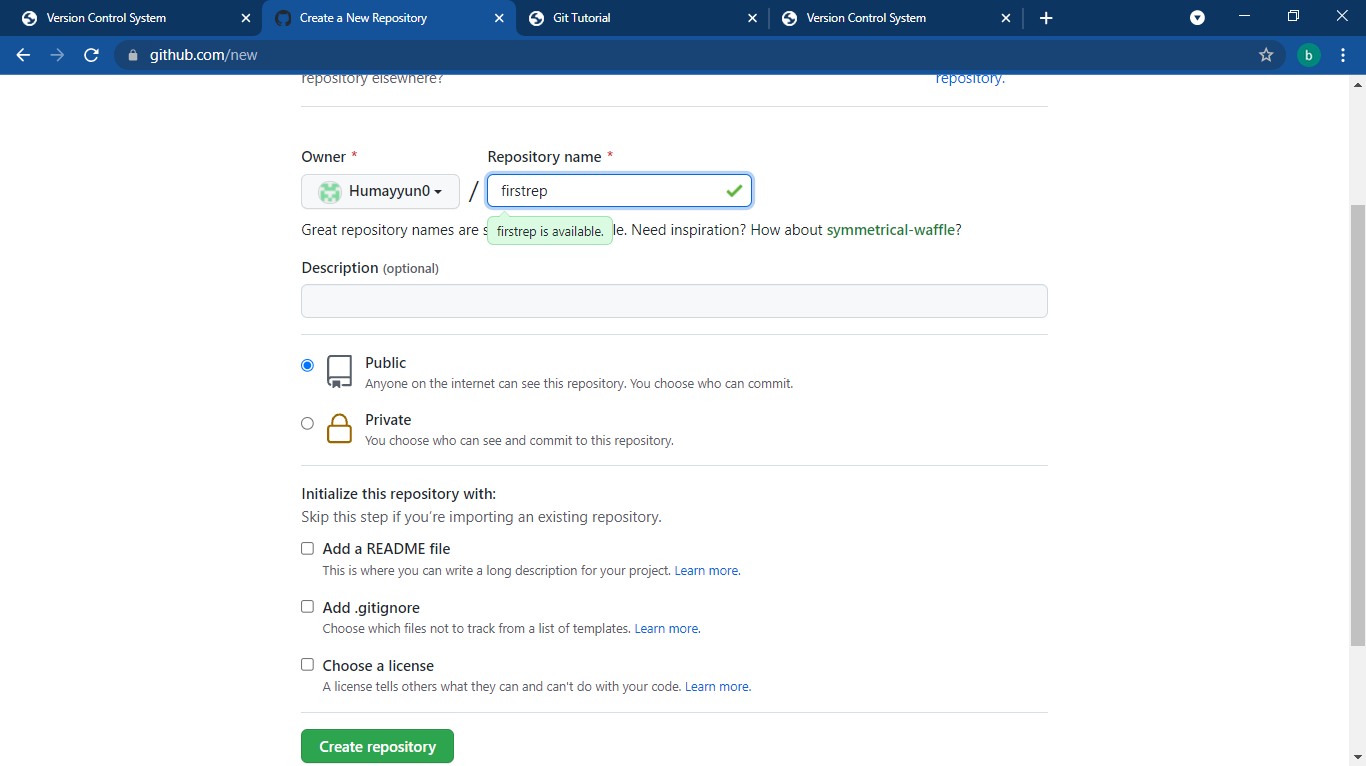 Version Control System
Create a New Repository
Git Tutorial
Version Control System
github.com/new
b
repository elsewhere?
repository.
Owner *
Repository name *
Humayyun0
/
firstrep
Great repository names are s
firstrep is available.
le. Need inspiration? How about symmetrical-waffle?
Description (optional)
Public
Anyone on the internet can see this repository. You choose who can commit.
Private
You choose who can see and commit to this repository.
Initialize this repository with:
Skip this step if you’re importing an existing repository.
Add a README file
This is where you can write a long description for your project. Learn more.
Add .gitignore
Choose which files not to track from a list of templates. Learn more.
Choose a license
A license tells others what they can and can't do with your code. Learn more.
Create repository